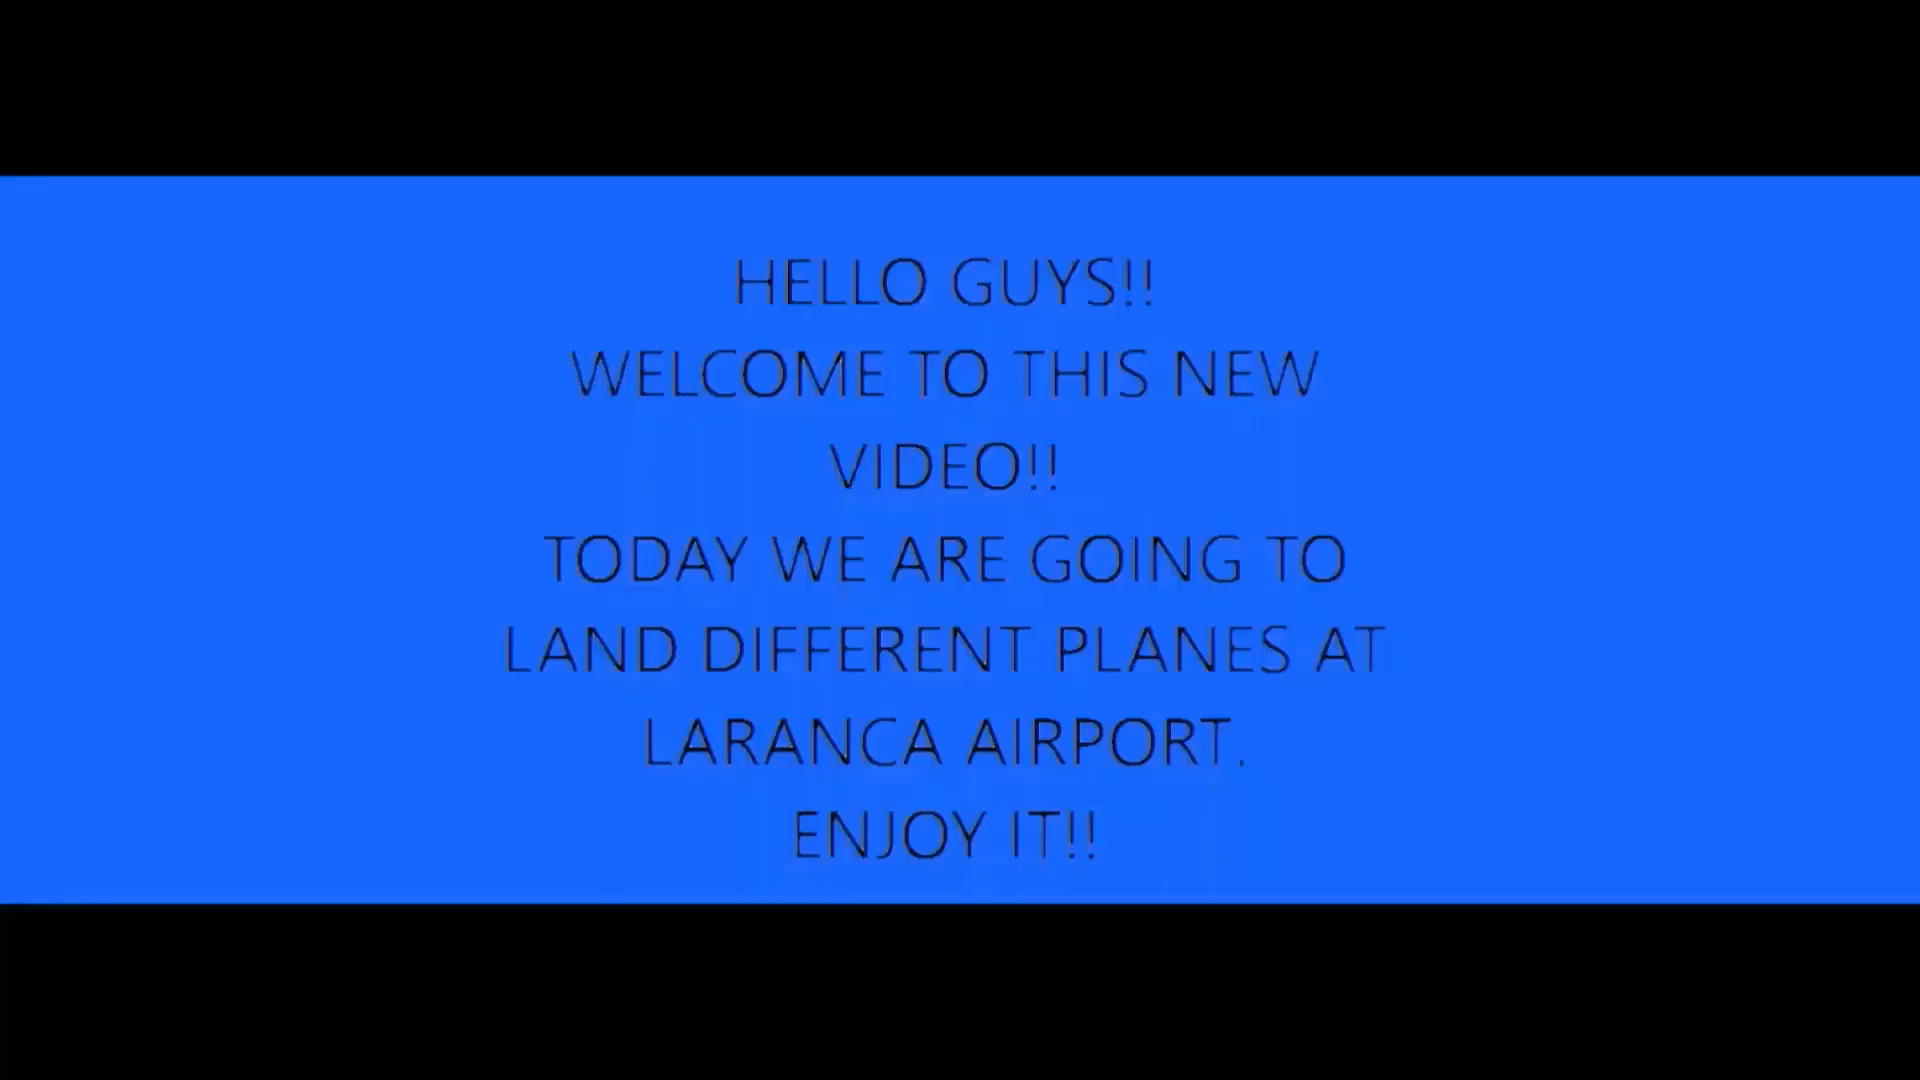 HELLO GUYS!!
WELCOME TO THIS NEW
VIDEO!!
TODAY WE ARE GOING TO
LAND DIFFERENT PLANES AT
LARANCA AIRPORT.
ENJOY IT!!